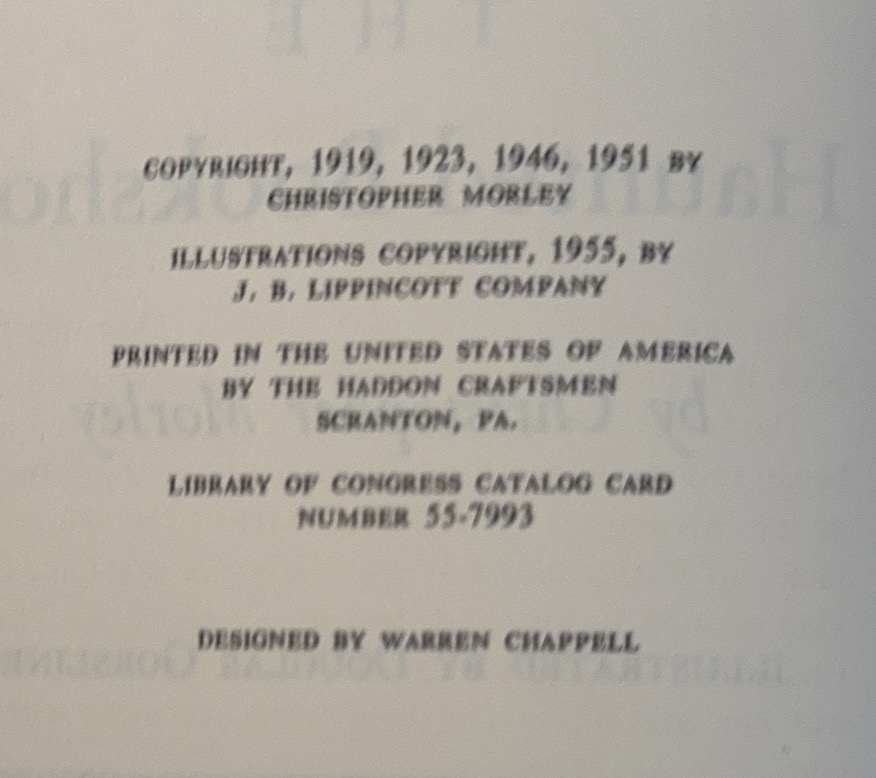 COPYRIGHT, 1919, 1923, 1946, 1951 BY
CHRISTOPHER MORLEY
ILLUSTRATIONS COPYRIGHT, 1955, BY
J. B. LIPPINCOTT COMPANY
PRINTED IN THE UNITED STATES OF AMERICA
BY THE HADDON CRAFTSMEN
SCRANTON, PA.
LIBRARY OF CONGRESS CATALOG CARD
NUMBER 55-7993
DESIGNED BY WARREN CHAPPELL